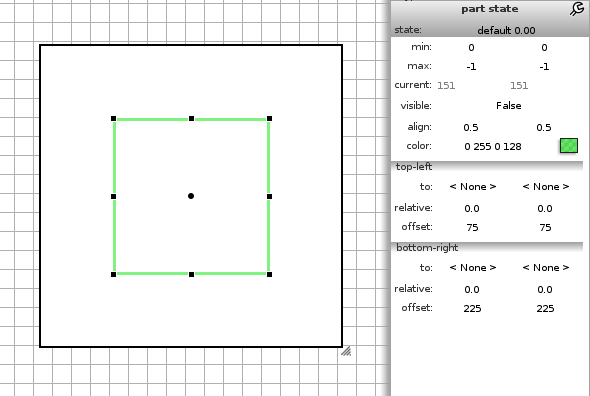 part state
state: default 0.00
min: 0 0
max: -1 -1
current: 151 151
visible: False
align: 0.5 0.5
color: 0 255 0 128
top-left
to: < None > < None >
relative: 0.0 0.0
offset: 75 75
bottom-right
to: < None > < None >
relative: 0.0 0.0
offset: 225 225